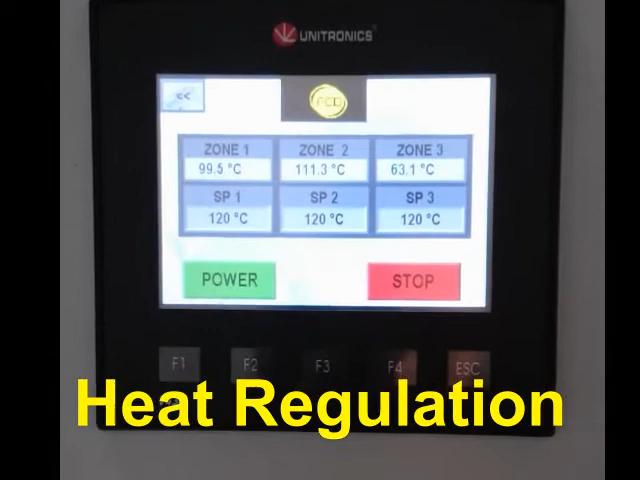 UNITRONICS
<<
ZONE 1 ZONE 2 ZONE 3
99.5 °C 111.3 °C 63.1 °C
SP 1 SP 2 SP 3
120 °C 120 °C 120 °C
POWER STOP
F1 F2 F3 F4 ESC
Heat Regulation